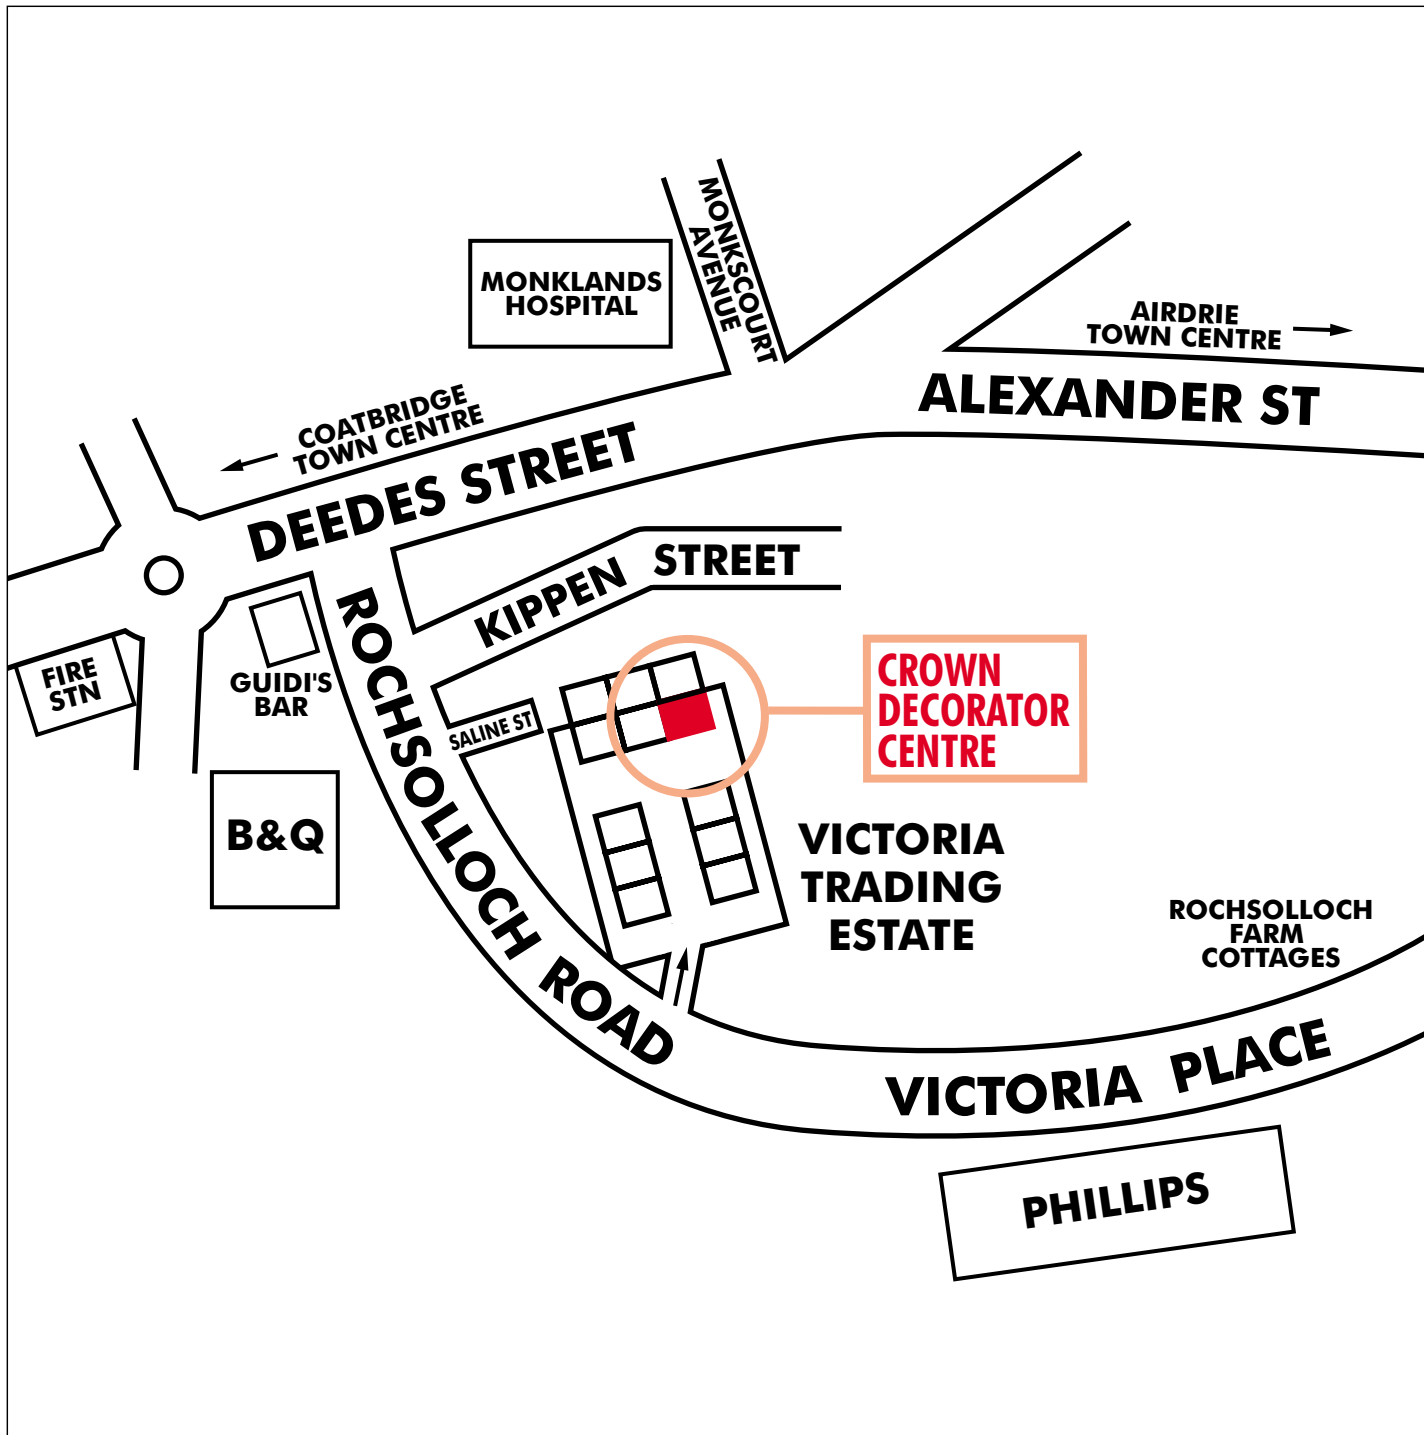 MONKSCOURT
AVENUE
MONKLANDS
HOSPITAL
AIRDRIE
TOWN CENTRE
ALEXANDER ST
COATBRIDGE
TOWN CENTRE
DEEDES STREET
KIPPEN STREET
ROCHSOLLOCH ROAD
FIRE
STN
GUIDI'S
BAR
SALINE ST
CROWN
DECORATOR
CENTRE
B&Q
VICTORIA
TRADING
ESTATE
ROCHSOLLOCH
FARM
COTTAGES
VICTORIA PLACE
PHILLIPS